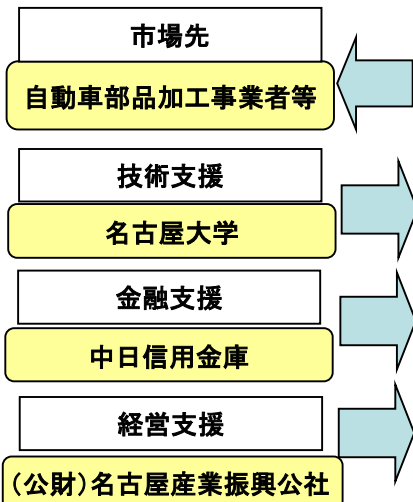 市場先
自動車部品加工事業者等
技術支援
名古屋大学
金融支援
中日信用金庫
経営支援
(公財)名古屋産業振興公社